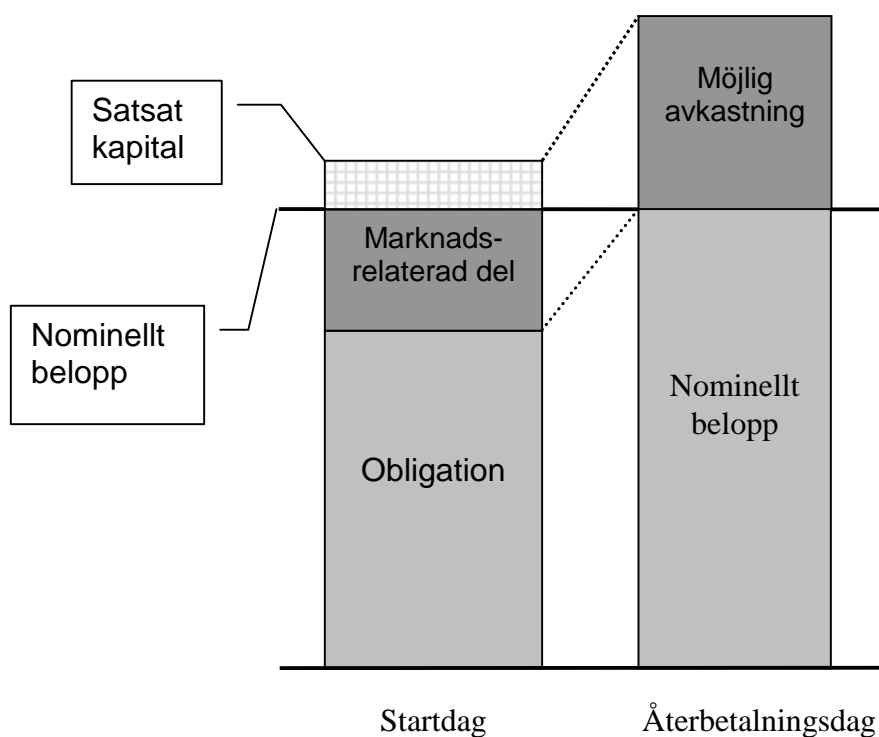 Möjlig
avkastning
Satsat
kapital
Marknads-
relaterad del
Nominellt
belopp
Nominellt
belopp
Obligation
Startdag
Återbetalningsdag